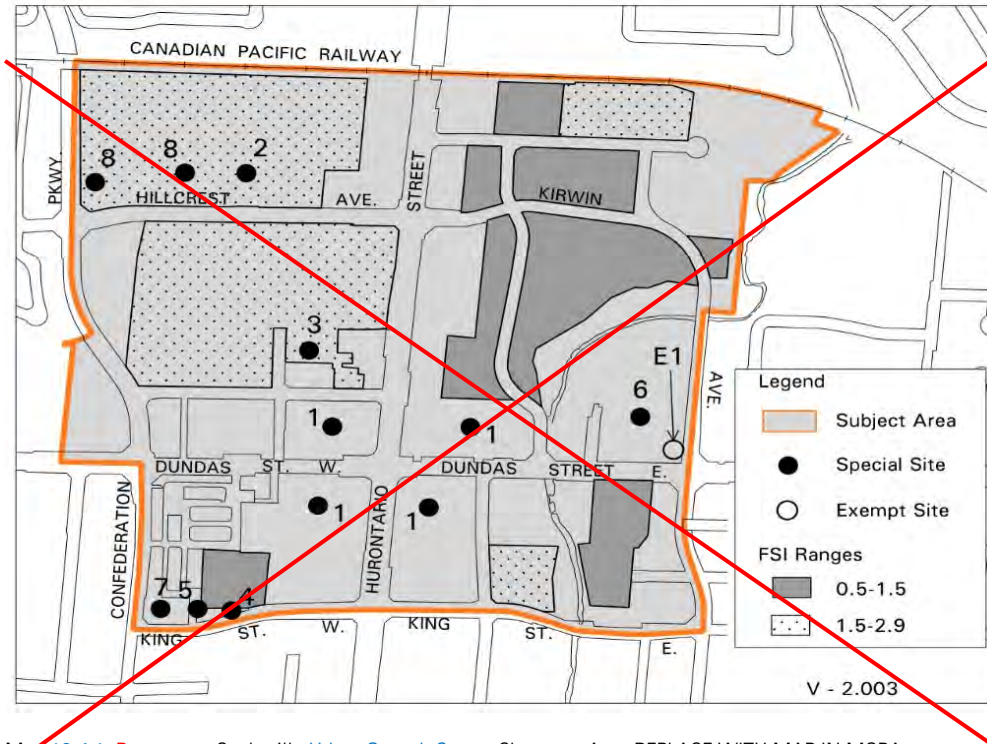 CANADIAN PACIFIC RAILWAY
PKWY.
8
8
2
HILLCREST AVE.
STREET
KIRWIN
3
E1
6
AVE.
1
1
DUNDAS ST. W.
DUNDAS STREET E.
CONFEDERATION
HURONTARIO
1
1
7
5
4
KING ST. W.
KING ST. E.
Legend
Subject Area
Special Site
Exempt Site
FSI Ranges
0.5-1.5
1.5-2.9
V - 2.003
REPLACE WITH MAP IN MOPA